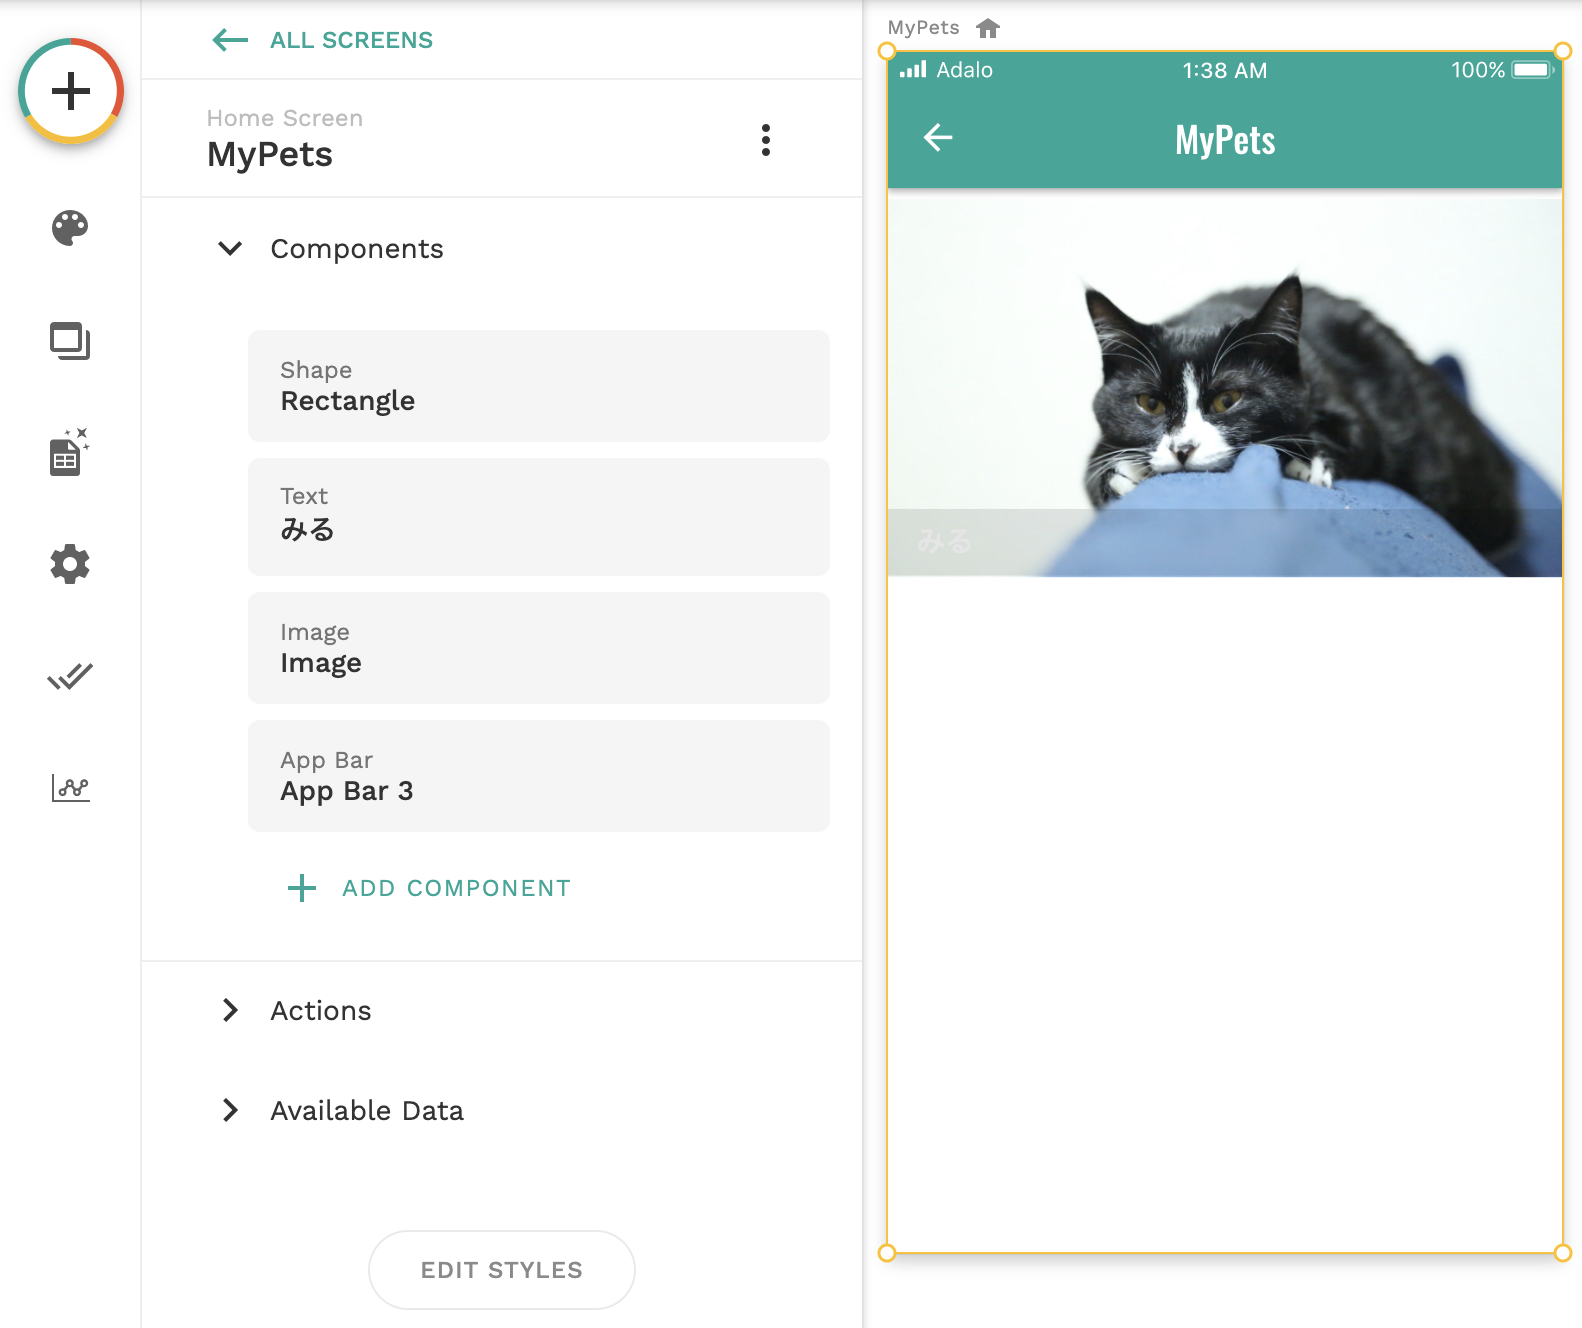 ALL SCREENS
Home Screen
MyPets
Components
Shape
Rectangle
Text
みる
Image
Image
App Bar
App Bar 3
ADD COMPONENT
Actions
Available Data
EDIT STYLES
MyPets
Adalo 1:38 AM 100%
MyPets
みる